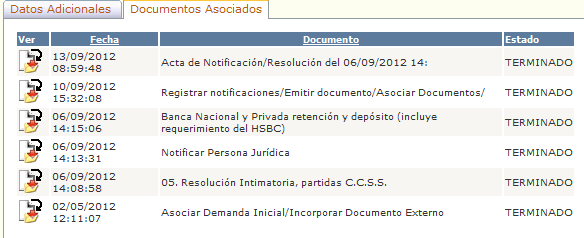 Datos Adicionales Documentos Asociados
Ver Fecha Documento Estado
13/09/2012
08:59:48 Acta de Notificación/Resolución del 06/09/2012 14: TERMINADO
10/09/2012
15:32:08 Registrar notificaciones/Emitir documento/Asociar Documentos/ TERMINADO
06/09/2012
14:15:06 Banca Nacional y Privada retención y depósito (incluye
requerimiento del HSBC) TERMINADO
06/09/2012
14:13:31 Notificar Persona Jurídica TERMINADO
06/09/2012
14:08:58 05. Resolución Intimatoria, partidas C.C.S.S. TERMINADO
02/05/2012
12:11:07 Asociar Demanda Inicial/Incorporar Documento Externo TERMINADO